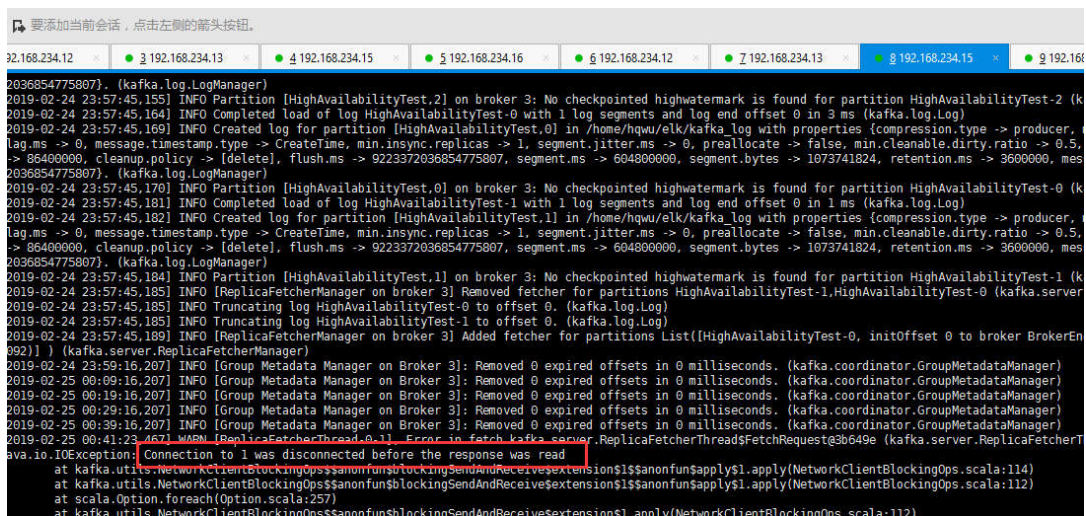 要添加当前会话，点击左侧的箭头按钮。
92.168.234.12 × 3 192.168.234.13 × 4 192.168.234.15 × 5 192.168.234.16 × 6 192.168.234.12 × 7 192.168.234.13 × 8 192.168.234.15 × 9 192.168
2036854775807}. (kafka.log.LogManager)
2019-02-24 23:57:45,155] INFO Partition [HighAvailabilityTest,2] on broker 3: No checkpointed highwatermark is found for partition HighAvailabilityTest-2 (k
2019-02-24 23:57:45,164] INFO Completed load of log HighAvailabilityTest-0 with 1 log segments and log end offset 0 in 3 ms (kafka.log.Log)
2019-02-24 23:57:45,169] INFO Created log for partition [HighAvailabilityTest,0] in /home/hqwu/elk/kafka_log with properties {compression.type -> producer,
lag.ms -> 0, message.timestamp.type -> CreateTime, min.insync.replicas -> 1, segment.jitter.ms -> 0, preallocate -> false, min.cleanable.dirty.ratio -> 0.5,
-> 86400000, cleanup.policy -> [delete], flush.ms -> 9223372036854775807, segment.ms -> 604800000, segment.bytes -> 1073741824, retention.ms -> 3600000, mes
2036854775807}. (kafka.log.LogManager)
2019-02-24 23:57:45,170] INFO Partition [HighAvailabilityTest,0] on broker 3: No checkpointed highwatermark is found for partition HighAvailabilityTest-0 (k
2019-02-24 23:57:45,181] INFO Completed load of log HighAvailabilityTest-1 with 1 log segments and log end offset 0 in 1 ms (kafka.log.Log)
2019-02-24 23:57:45,182] INFO Created log for partition [HighAvailabilityTest,1] in /home/hqwu/elk/kafka_log with properties {compression.type -> producer,
lag.ms -> 0, message.timestamp.type -> CreateTime, min.insync.replicas -> 1, segment.jitter.ms -> 0, preallocate -> false, min.cleanable.dirty.ratio -> 0.5,
-> 86400000, cleanup.policy -> [delete], flush.ms -> 9223372036854775807, segment.ms -> 604800000, segment.bytes -> 1073741824, retention.ms -> 3600000, mes
2036854775807}. (kafka.log.LogManager)
2019-02-24 23:57:45,184] INFO Partition [HighAvailabilityTest,1] on broker 3: No checkpointed highwatermark is found for partition HighAvailabilityTest-1 (k
2019-02-24 23:57:45,185] INFO [ReplicaFetcherManager on broker 3] Removed fetcher for partitions HighAvailabilityTest-1,HighAvailabilityTest-0 (kafka.server
2019-02-24 23:57:45,185] INFO Truncating log HighAvailabilityTest-0 to offset 0. (kafka.log.Log)
2019-02-24 23:57:45,185] INFO Truncating log HighAvailabilityTest-1 to offset 0. (kafka.log.Log)
2019-02-24 23:57:45,189] INFO [ReplicaFetcherManager on broker 3] Added fetcher for partitions List([HighAvailabilityTest-0, initOffset 0 to broker BrokerEn
092)] ) (kafka.server.ReplicaFetcherManager)
2019-02-24 23:59:16,207] INFO [Group Metadata Manager on Broker 3]: Removed 0 expired offsets in 0 milliseconds. (kafka.coordinator.GroupMetadataManager)
2019-02-25 00:09:16,207] INFO [Group Metadata Manager on Broker 3]: Removed 0 expired offsets in 0 milliseconds. (kafka.coordinator.GroupMetadataManager)
2019-02-25 00:19:16,207] INFO [Group Metadata Manager on Broker 3]: Removed 0 expired offsets in 0 milliseconds. (kafka.coordinator.GroupMetadataManager)
2019-02-25 00:29:16,207] INFO [Group Metadata Manager on Broker 3]: Removed 0 expired offsets in 0 milliseconds. (kafka.coordinator.GroupMetadataManager)
2019-02-25 00:39:16,207] INFO [Group Metadata Manager on Broker 3]: Removed 0 expired offsets in 0 milliseconds. (kafka.coordinator.GroupMetadataManager)
2019-02-25 00:41:23,467] WARN [ReplicaFetcherThread-0-1], Error in fetch kafka.server.ReplicaFetcherThread$FetchRequest@3b649e (kafka.server.ReplicaFetcherT
ava.io.IOException: Connection to 1 was disconnected before the response was read
at kafka.utils.NetworkClientBlockingOps$$anonfun$blockingSendAndReceive$extension$1$$anonfun$apply$1.apply(NetworkClientBlockingOps.scala:114)
at kafka.utils.NetworkClientBlockingOps$$anonfun$blockingSendAndReceive$extension$1$$anonfun$apply$1.apply(NetworkClientBlockingOps.scala:112)
at scala.Option.foreach(Option.scala:257)
at kafka.utils.NetworkClientBlockingOps$$anonfun$blockingSendAndReceive$extension$1.apply(NetworkClientBlockingOps.scala:112)